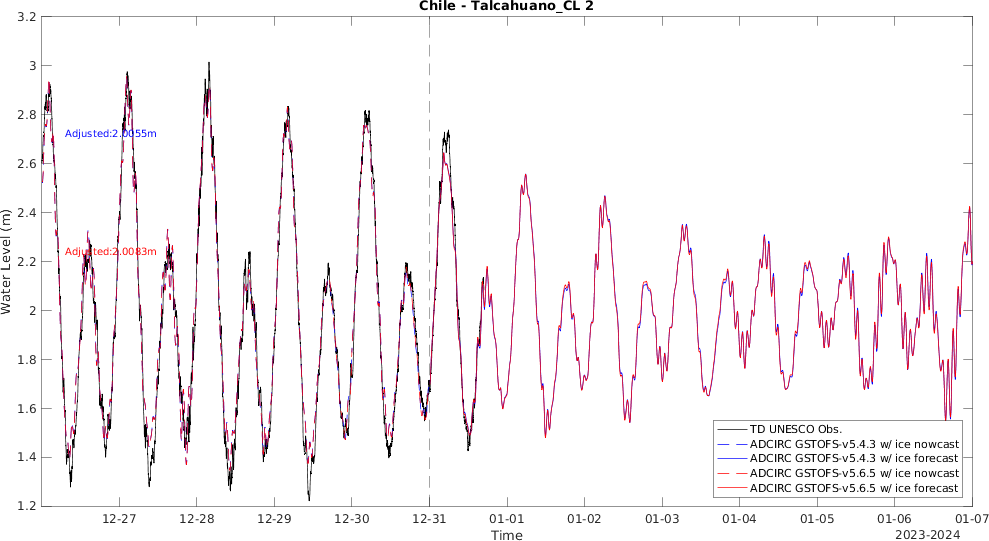 Chile - Talcahuano_CL 2
Water Level (m)
3.2
3
2.8
2.6
2.4
2.2
2
1.8
1.6
1.4
1.2
Adjusted:2.0055m
Adjusted:2.0083m
TD UNESCO Obs.
ADCIRC GSTOFS-v5.4.3 w/ ice nowcast
ADCIRC GSTOFS-v5.4.3 w/ ice forecast
ADCIRC GSTOFS-v5.6.5 w/ ice nowcast
ADCIRC GSTOFS-v5.6.5 w/ ice forecast
12-27 12-28 12-29 12-30 12-31 01-01 01-02 01-03 01-04 01-05 01-06 01-07
Time
2023-2024